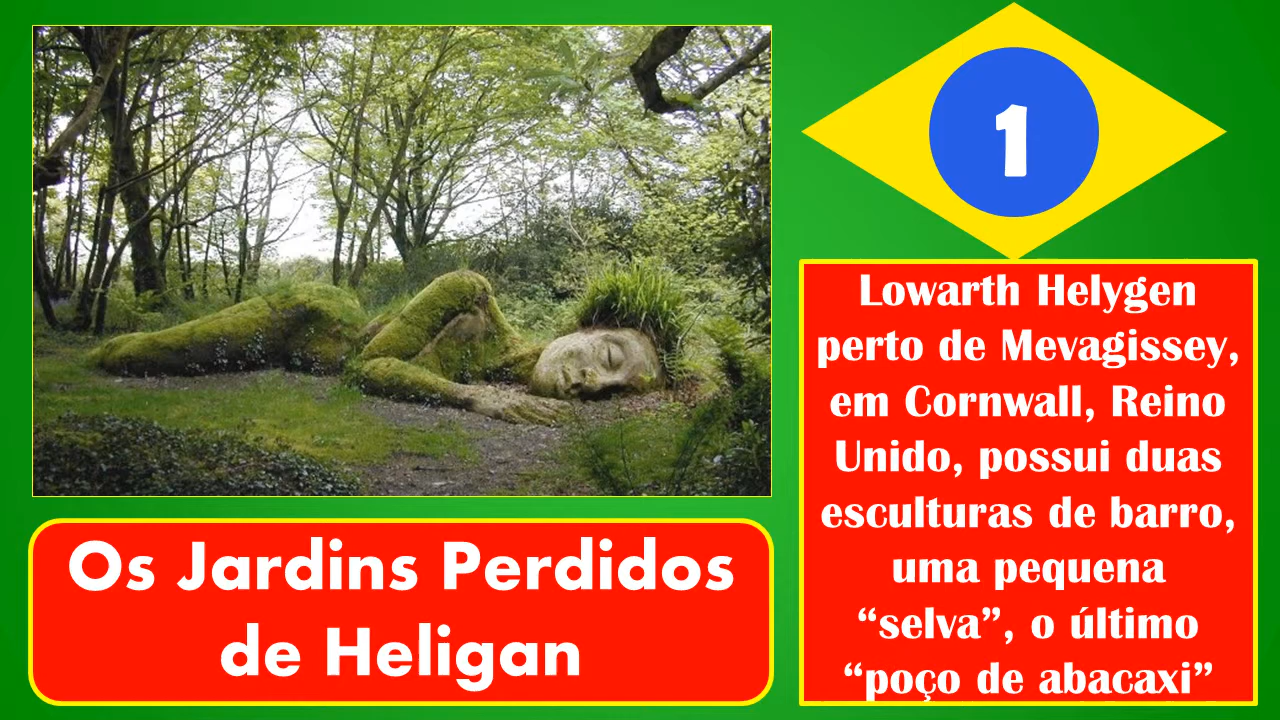 1
Lowarth Helygen
perto de Mevagissey,
em Cornwall, Reino
Unido, possui duas
esculturas de barro,
uma pequena
“selva”, o último
“poço de abacaxi”
Os Jardins Perdidos
de Heligan